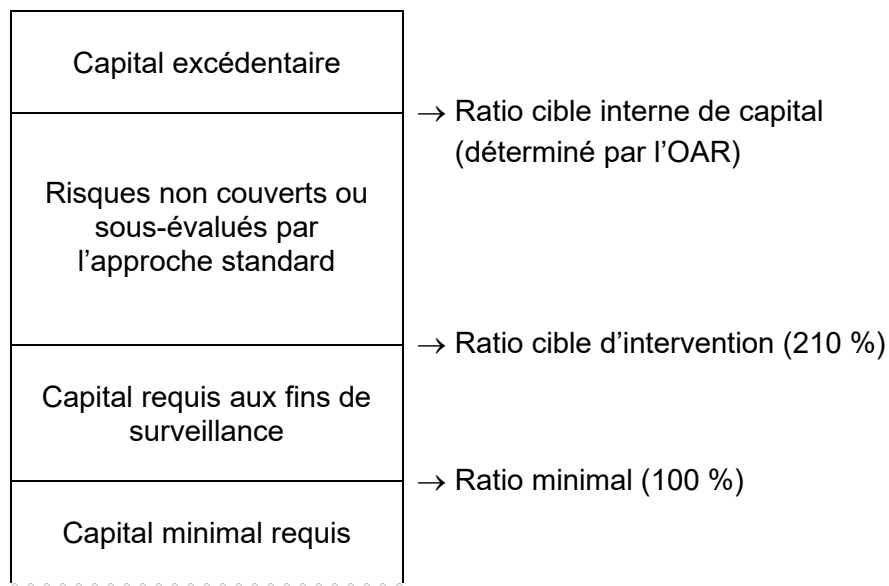 Capital excédentaire
→ Ratio cible interne de capital
(déterminé par l’OAR)
Risques non couverts ou
sous-évalués par
l’approche standard
→ Ratio cible d’intervention (210 %)
Capital requis aux fins de
surveillance
→ Ratio minimal (100 %)
Capital minimal requis